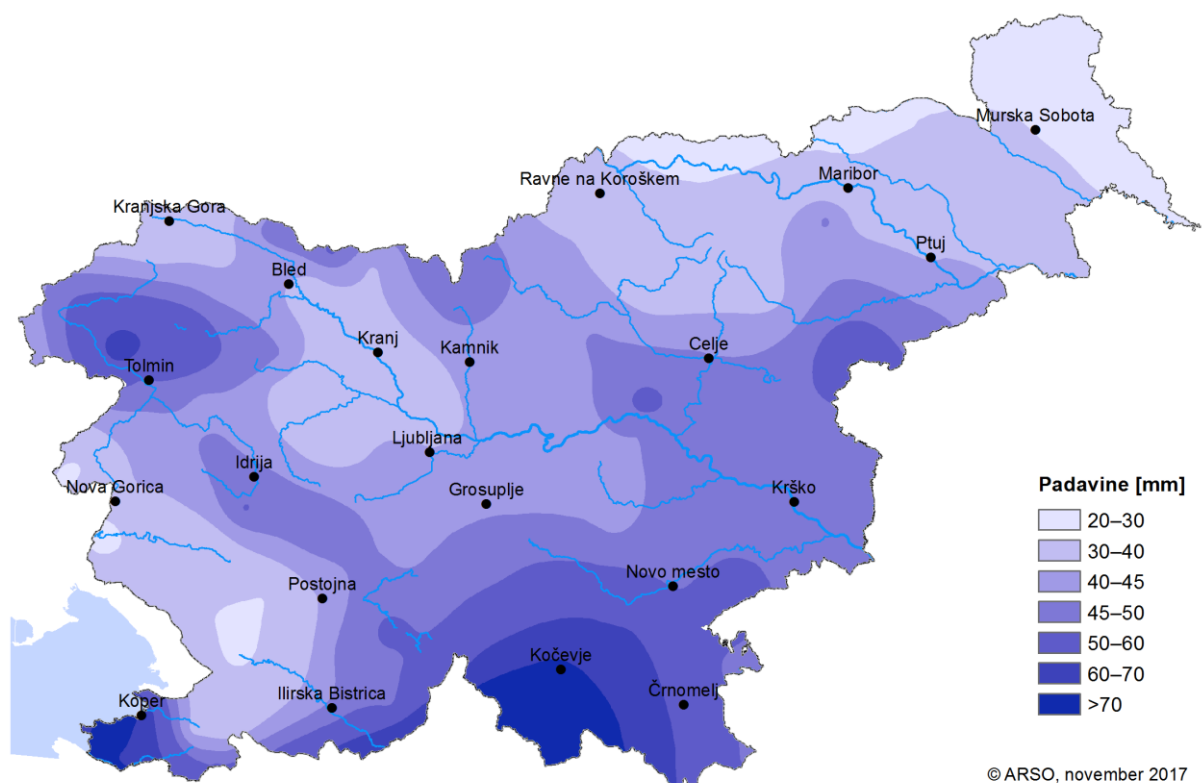 Murska Sobota
Ravne na Koroškem
Maribor
Kranjska Gora
Ptuj
Bled
Kranj
Kamnik
Celje
Tolmin
Ljubljana
Idrija
Nova Gorica
Grosuplje
Krško
Padavine [mm]
20–30
30–40
40–45
45–50
50–60
60–70
>70
Postojna
Novo mesto
Kočevje
Koper
Ilirska Bistrica
Črnomelj
© ARSO, november 2017